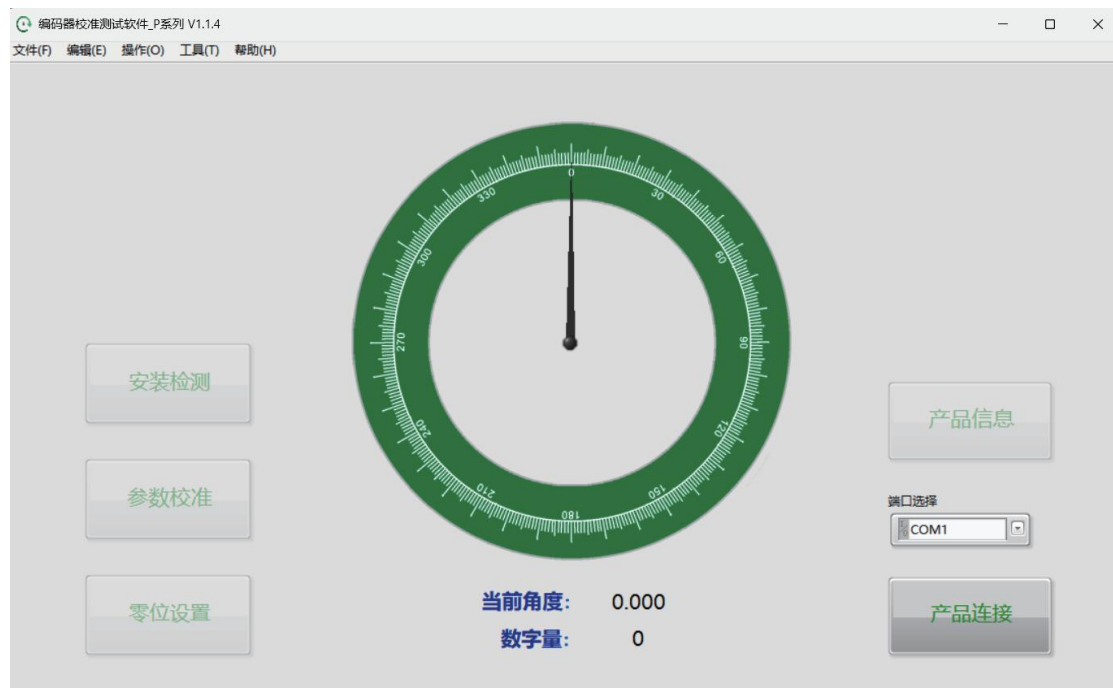 编码器校准测试软件_P系列 V1.1.4
文件(F) 编辑(E) 操作(O) 工具(T) 帮助(H)
0
30
60
90
120
150
180
210
240
270
300
330
安装检测
参数校准
零位设置
当前角度: 0.000
数字量: 0
产品信息
端口选择
COM1
产品连接